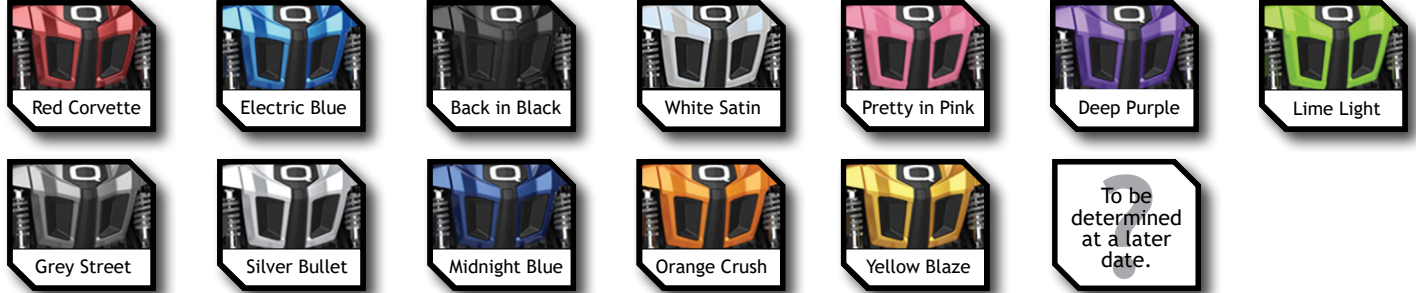 Red Corvette
Electric Blue
Back in Black
White Satin
Pretty in Pink
Deep Purple
Lime Light
Grey Street
Silver Bullet
Midnight Blue
Orange Crush
Yellow Blaze
?
To be
determined
at a later
date.